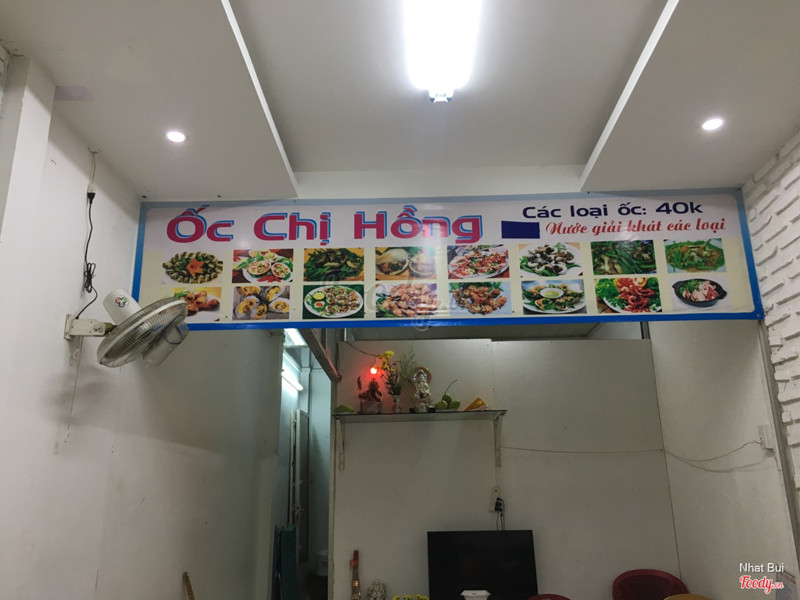 Ốc Chị Hồng
Các loại ốc: 40k
Nước giải khát các loại
Nhat Bui
Foody.vn